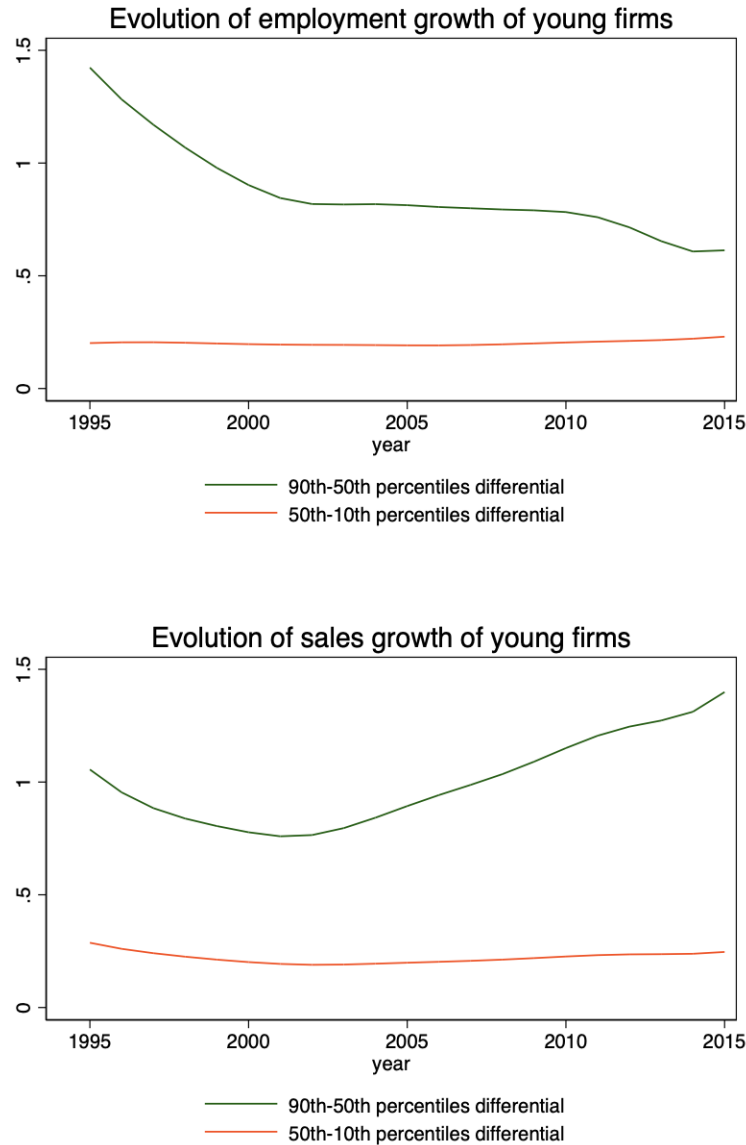 Evolution of employment growth of young firms
1.5
1
.5
0
1995 2000 2005 2010 2015
year
90th-50th percentiles differential
50th-10th percentiles differential
Evolution of sales growth of young firms
1.5
1
.5
0
1995 2000 2005 2010 2015
year
90th-50th percentiles differential
50th-10th percentiles differential